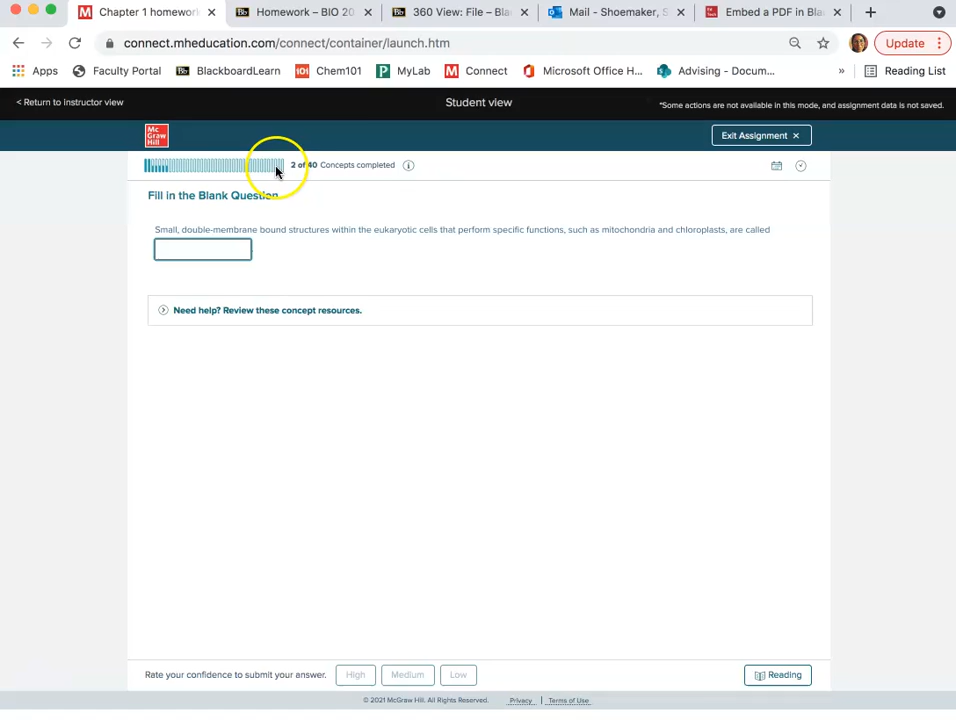 Chapter 1 homewor
Homework – BIO 20
360 View: File – Bla
Mail - Shoemaker, S
Embed a PDF in Bla
connect.mheducation.com/connect/container/launch.htm
Update
Apps
Faculty Portal
Bb
BlackboardLearn
101
Chem101
P
MyLab
M
Connect
Microsoft Office H...
Advising - Docum...
»
Reading List
< Return to instructor view
Student view
*Some actions are not available in this mode, and assignment data is not saved.
Mc Graw Hill
Exit Assignment ×
2 of 40 Concepts completed
Fill in the Blank Question
Small, double-membrane bound structures within the eukaryotic cells that perform specific functions, such as mitochondria and chloroplasts, are called
Need help? Review these concept resources.
Rate your confidence to submit your answer.
High
Medium
Low
Reading
© 2021 McGraw Hill. All Rights Reserved.
Privacy
Terms of Use